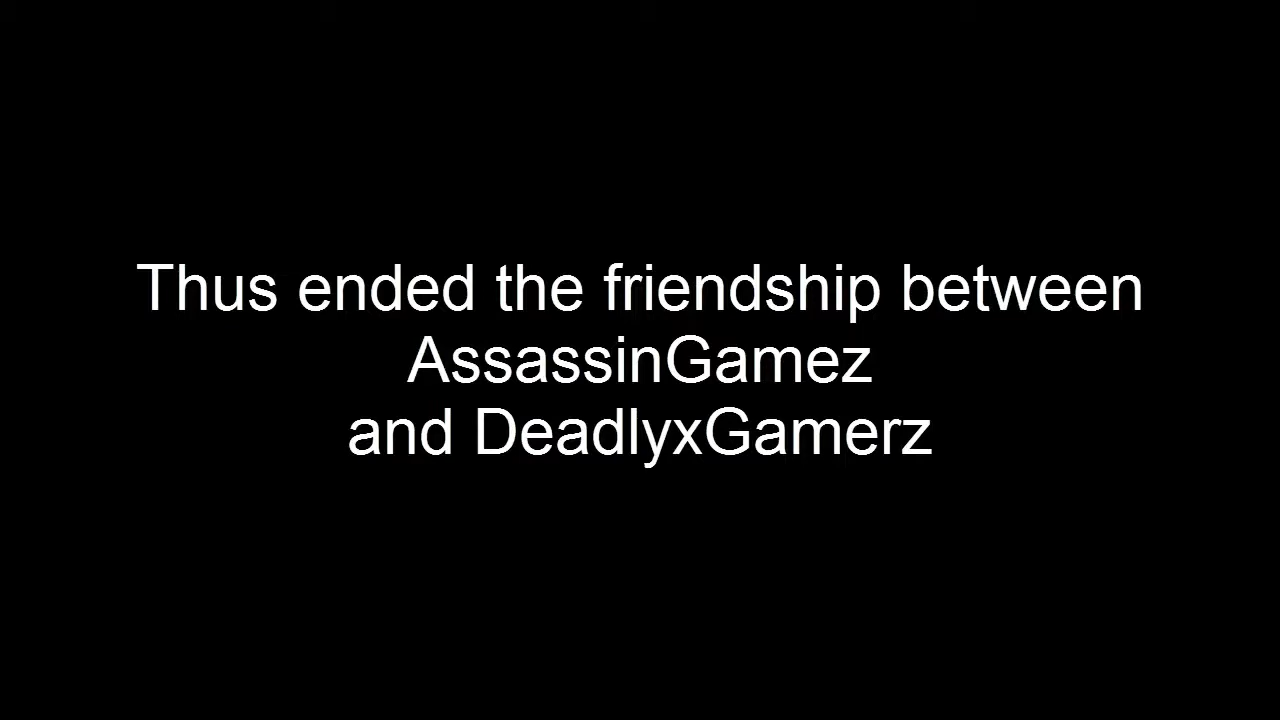 Thus ended the friendship between
AssassinGamez
and DeadlyxGamerz